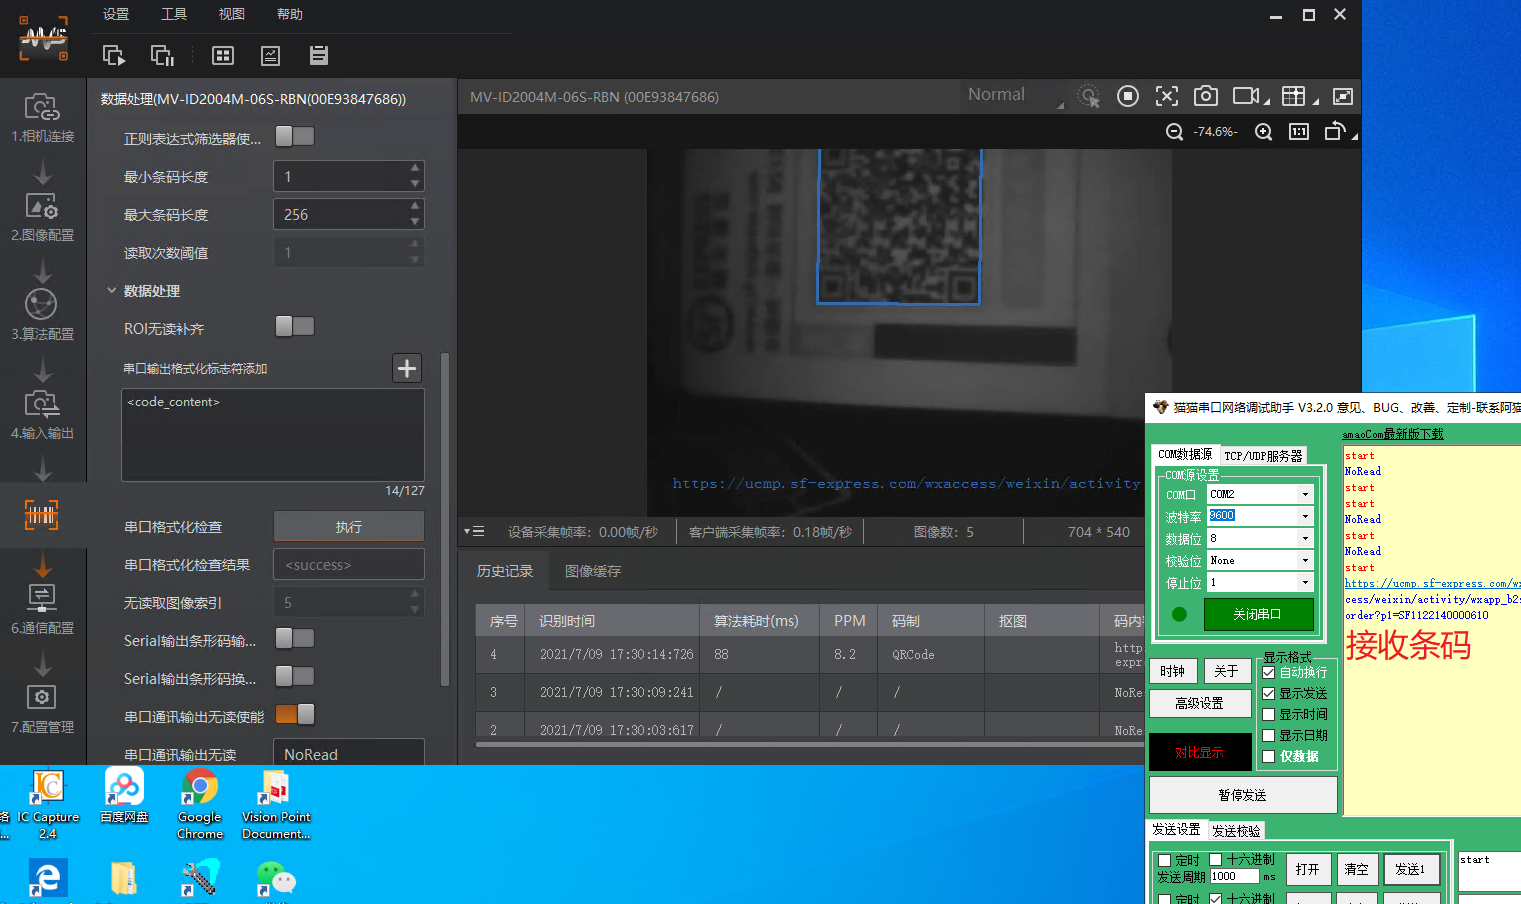 设置 工具 视图 帮助
数据处理(MV-ID2004M-06S-RBN(00E93847686))
正则表达式筛选器使...
最小条码长度 1
最大条码长度 256
读取次数阈值 1
数据处理
ROI无读补齐
串口输出格式化标志符添加
<code_content>
14/127
串口格式化检查 执行
串口格式化检查结果 <success>
无读取图像索引 5
Serial输出条形码输...
Serial输出条形码换...
串口通讯输出无读使能
串口通讯输出无读 NoRead
1.相机连接
2.图像配置
3.算法配置
4.输入输出
6.通信配置
7.配置管理
MV-ID2004M-06S-RBN (00E93847686)
Normal
-74.6%-
1:1
https://ucmp.sf-express.com/wxaccess/weixin/activity
设备采集帧率: 0.00帧/秒 客户端采集帧率: 0.18帧/秒 图像数: 5 704 * 540
历史记录 图像缓存
序号 识别时间 算法耗时(ms) PPM 码制 抠图 码内
4 2021/7/09 17:30:14:726 88 8.2 QRCode http
expre
3 2021/7/09 17:30:09:241 / / / NoRe
2 2021/7/09 17:30:03:617 / / / NoRe
猫猫串口网络调试助手 V3.2.0 意见、BUG、改善、定制-联系阿猫
amaoCom最新版下载
COM数据源 TCP/UDP服务器
COM源设置
COM口 COM2
波特率 9600
数据位 8
校验位 None
停止位 1
关闭串口
时钟 关于
高级设置
对比显示
显示格式
自动换行
显示发送
显示时间
显示日期
仅数据
暂停发送
start
NoRead
start
start
NoRead
start
NoRead
start
https://ucmp.sf-express.com/wx
cess/weixin/activity/wxapp_b2s
order?p1=SF1122140000610
接收条码
发送设置 发送校验
定时 十六进制
发送周期 1000 ms
打开 清空 发送1
start
定时 十六进制
络
...
IC Capture
2.4
百度网盘
Google
Chrome
Vision Point
Document...